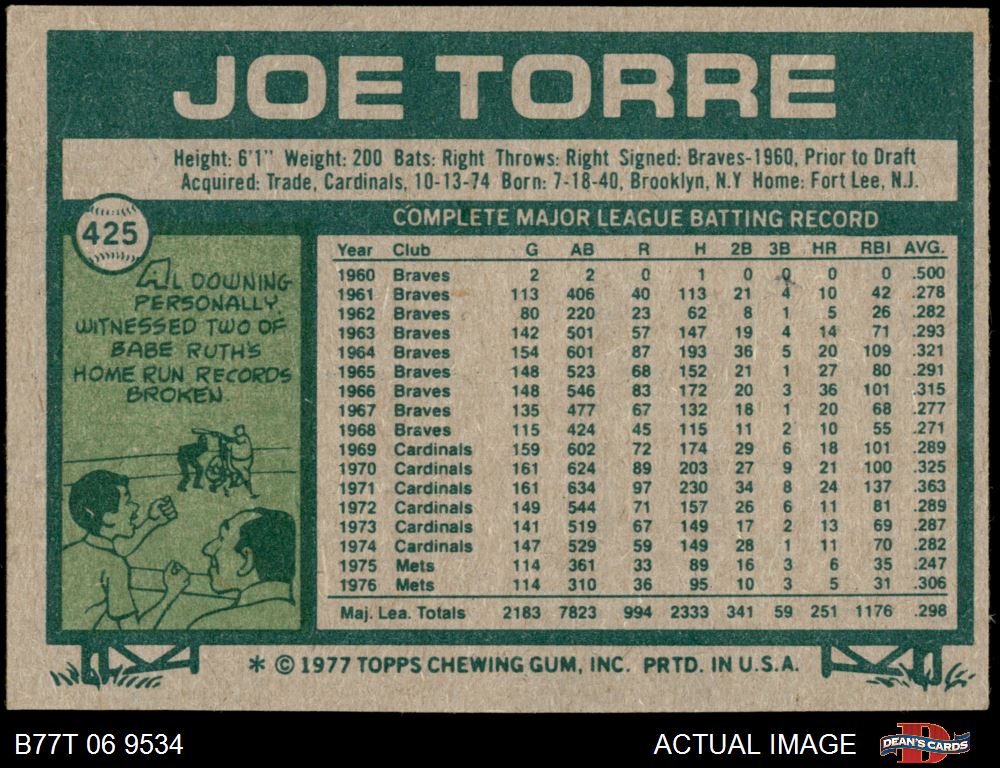 JOE TORRE
Height: 6'1" Weight: 200 Bats: Right Throws: Right Signed: Braves-1960, Prior to Draft
Acquired: Trade, Cardinals, 10-13-74 Born: 7-18-40, Brooklyn, N.Y Home: Fort Lee, N.J.
425
AL DOWNING
PERSONALLY
WITNESSED TWO OF
BABE RUTH'S
HOME RUN RECORDS
BROKEN.
COMPLETE MAJOR LEAGUE BATTING RECORD
Year Club G AB R H 2B 3B HR RBI AVG.
1960 Braves 2 2 0 1 0 0 0 0 .500
1961 Braves 113 406 40 113 21 4 10 42 .278
1962 Braves 80 220 23 62 8 1 5 26 .282
1963 Braves 142 501 57 147 19 4 14 71 .293
1964 Braves 154 601 87 193 36 5 20 109 .321
1965 Braves 148 523 68 152 21 1 27 80 .291
1966 Braves 148 546 83 172 20 3 36 101 .315
1967 Braves 135 477 67 132 18 1 20 68 .277
1968 Braves 115 424 45 115 11 2 10 55 .271
1969 Cardinals 159 602 72 174 29 6 18 101 .289
1970 Cardinals 161 624 89 203 27 9 21 100 .325
1971 Cardinals 161 634 97 230 34 8 24 137 .363
1972 Cardinals 149 544 71 157 26 6 11 81 .289
1973 Cardinals 141 519 67 149 17 2 13 69 .287
1974 Cardinals 147 529 59 149 28 1 11 70 .282
1975 Mets 114 361 33 89 16 3 6 35 .247
1976 Mets 114 310 36 95 10 3 5 31 .306
Maj. Lea. Totals 2183 7823 994 2333 341 59 251 1176 .298
* © 1977 TOPPS CHEWING GUM, INC. PRTD. IN U.S.A.
B77T 06 9534
ACTUAL IMAGE
DEAN'S CARDS